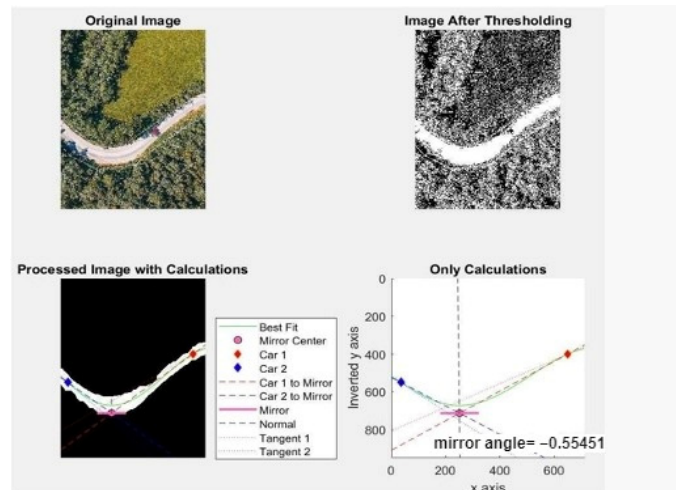 Original Image
Image After Thresholding
Processed Image with Calculations
Best Fit
Mirror Center
Car 1
Car 2
Car 1 to Mirror
Car 2 to Mirror
Mirror
Normal
Tangent 1
Tangent 2
Only Calculations
Inverted y axis
0
200
400
600
800
mirror angle= −0.55451
0 200 400 600
x axis